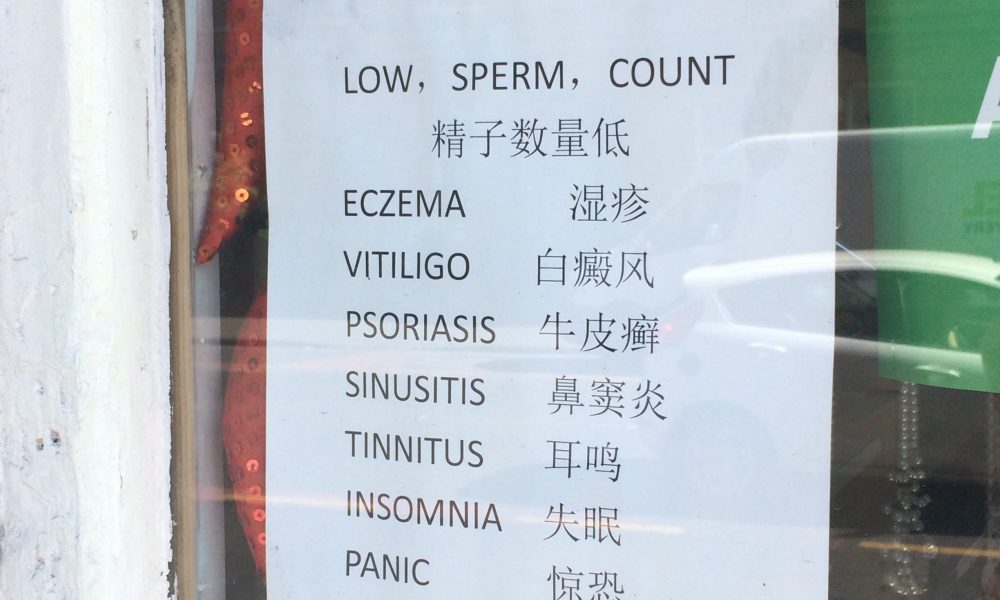 LOW, SPERM, COUNT
精子数量低
ECZEMA 湿疹
VITILIGO 白癜风
PSORIASIS 牛皮癣
SINUSITIS 鼻窦炎
TINNITUS 耳鸣
INSOMNIA 失眠
PANIC 惊恐